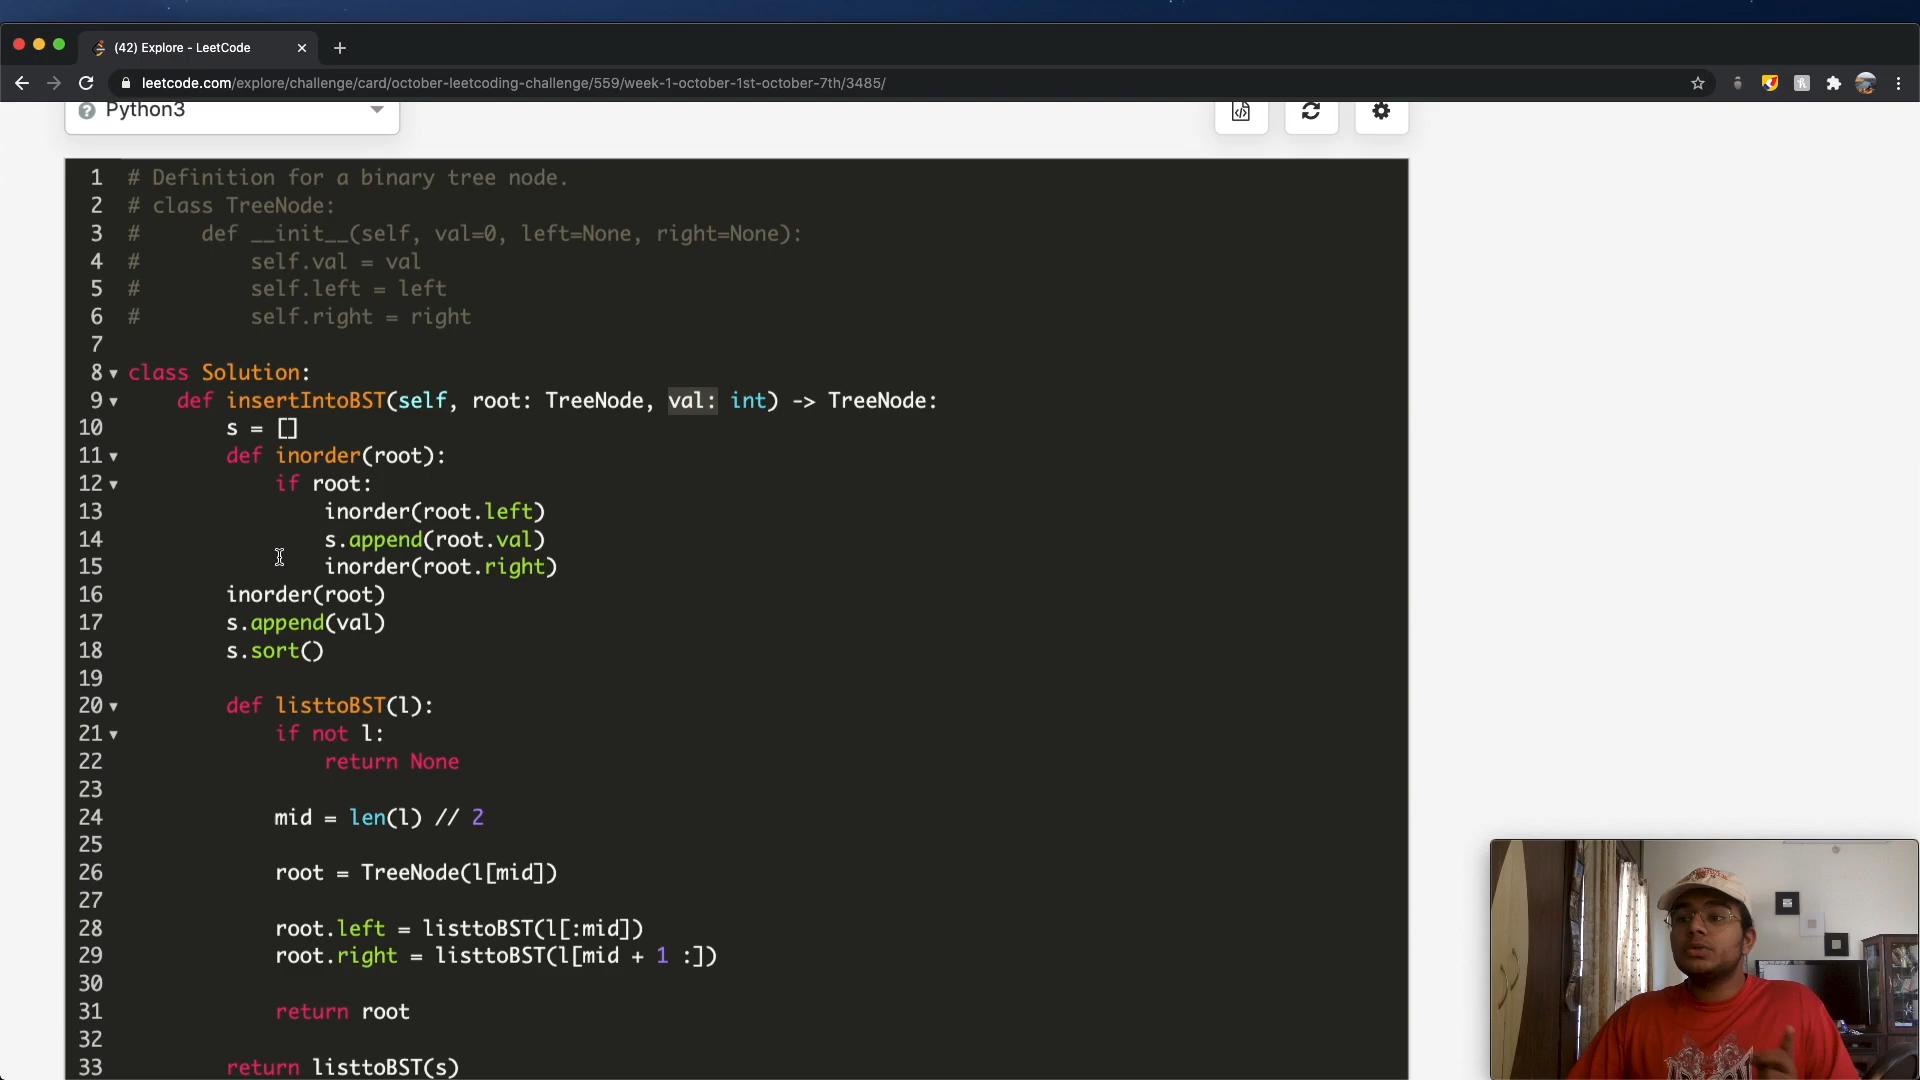 (42) Explore - LeetCode
leetcode.com/explore/challenge/card/october-leetcoding-challenge/559/week-1-october-1st-october-7th/3485/
Python3
1 # Definition for a binary tree node.
2 # class TreeNode:
3 #     def __init__(self, val=0, left=None, right=None):
4 #         self.val = val
5 #         self.left = left
6 #         self.right = right
7
8 class Solution:
9     def insertIntoBST(self, root: TreeNode, val: int) -> TreeNode:
10         s = []
11         def inorder(root):
12             if root:
13                 inorder(root.left)
14                 s.append(root.val)
15                 inorder(root.right)
16         inorder(root)
17         s.append(val)
18         s.sort()
19
20         def listtoBST(l):
21             if not l:
22                 return None
23
24             mid = len(l) // 2
25
26             root = TreeNode(l[mid])
27
28             root.left = listtoBST(l[:mid])
29             root.right = listtoBST(l[mid + 1 :])
30
31             return root
32
33         return listtoBST(s)